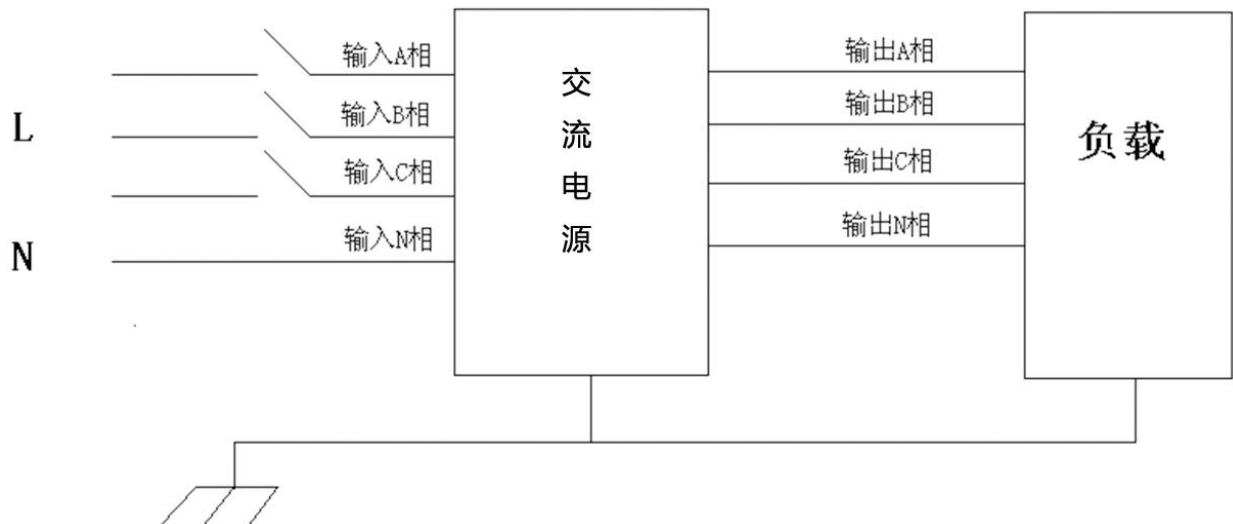 输入A相
输入B相
L
输入C相
输入N相
N
交
流
电
源
输出A相
输出B相
输出C相
输出N相
负载